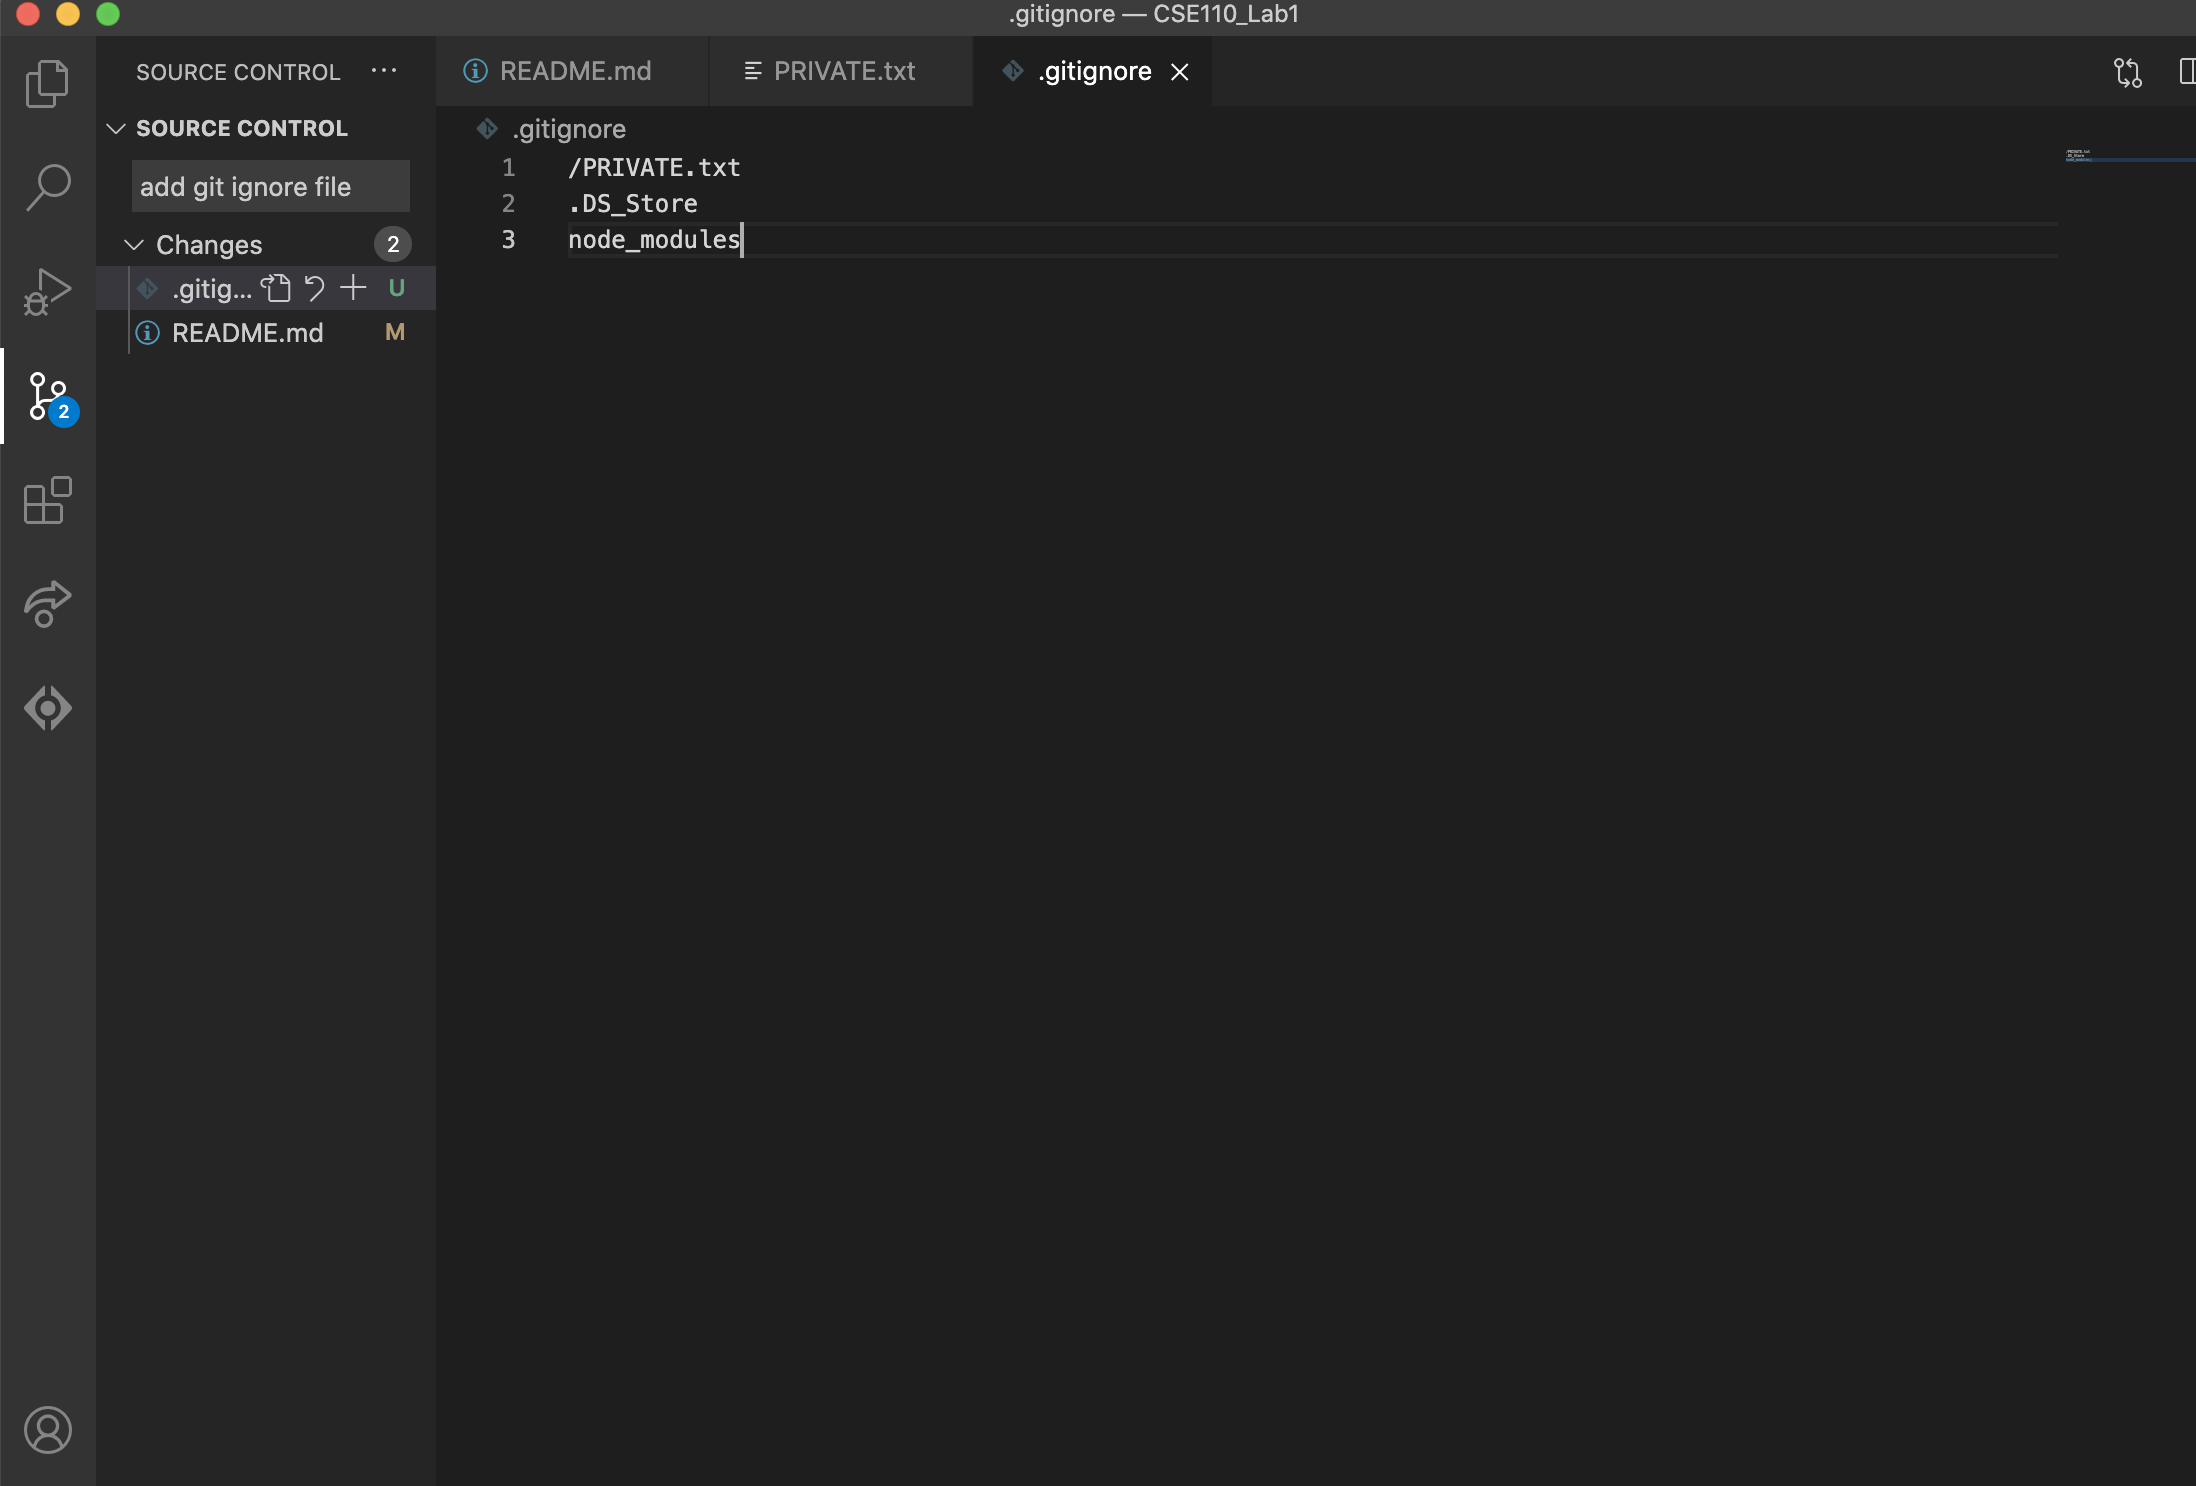 .gitignore — CSE110_Lab1
SOURCE CONTROL ···
README.md
PRIVATE.txt
.gitignore
SOURCE CONTROL
add git ignore file
Changes 2
.gitig... U
README.md M
2
.gitignore
1 /PRIVATE.txt
2 .DS_Store
3 node_modules